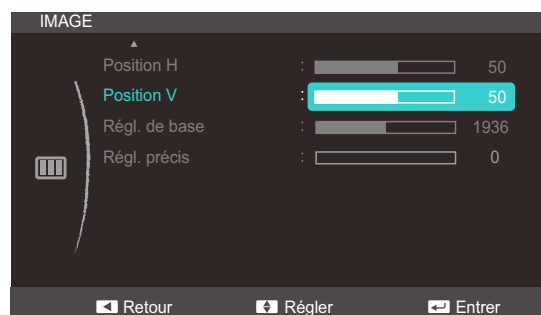 IMAGE
Position H : 50
Position V : 50
Régl. de base : 1936
Régl. précis : 0
Retour Régler Entrer